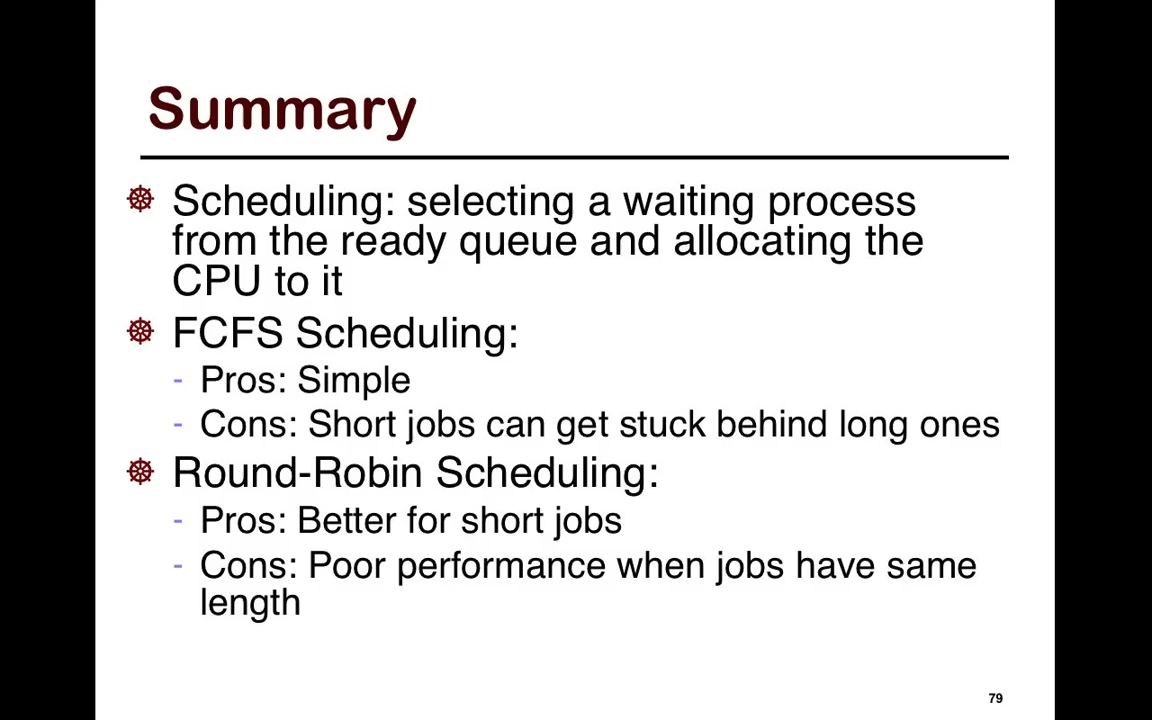 Summary
Scheduling: selecting a waiting process
from the ready queue and allocating the
CPU to it
FCFS Scheduling:
- Pros: Simple
- Cons: Short jobs can get stuck behind long ones
Round-Robin Scheduling:
- Pros: Better for short jobs
- Cons: Poor performance when jobs have same
length
79